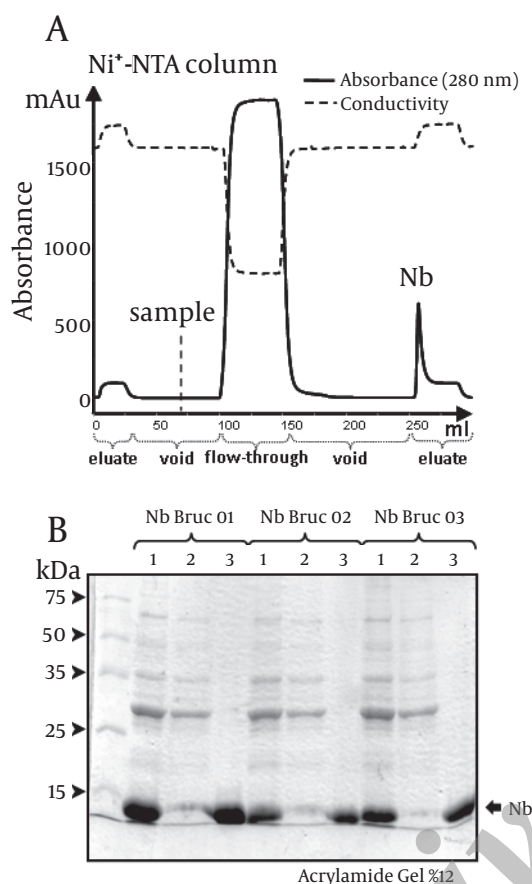 A
Ni⁺-NTA column
Absorbance (280 nm)
Conductivity
mAu
1500
1000
500
0
Absorbance
sample
Nb
0 50 100 150 200 250 ml
eluate void flow-through void eluate
B
Nb Bruc 01 Nb Bruc 02 Nb Bruc 03
kDa
1 2 3 1 2 3 1 2 3
75
50
35
25
15
Nb
Acrylamide Gel %12